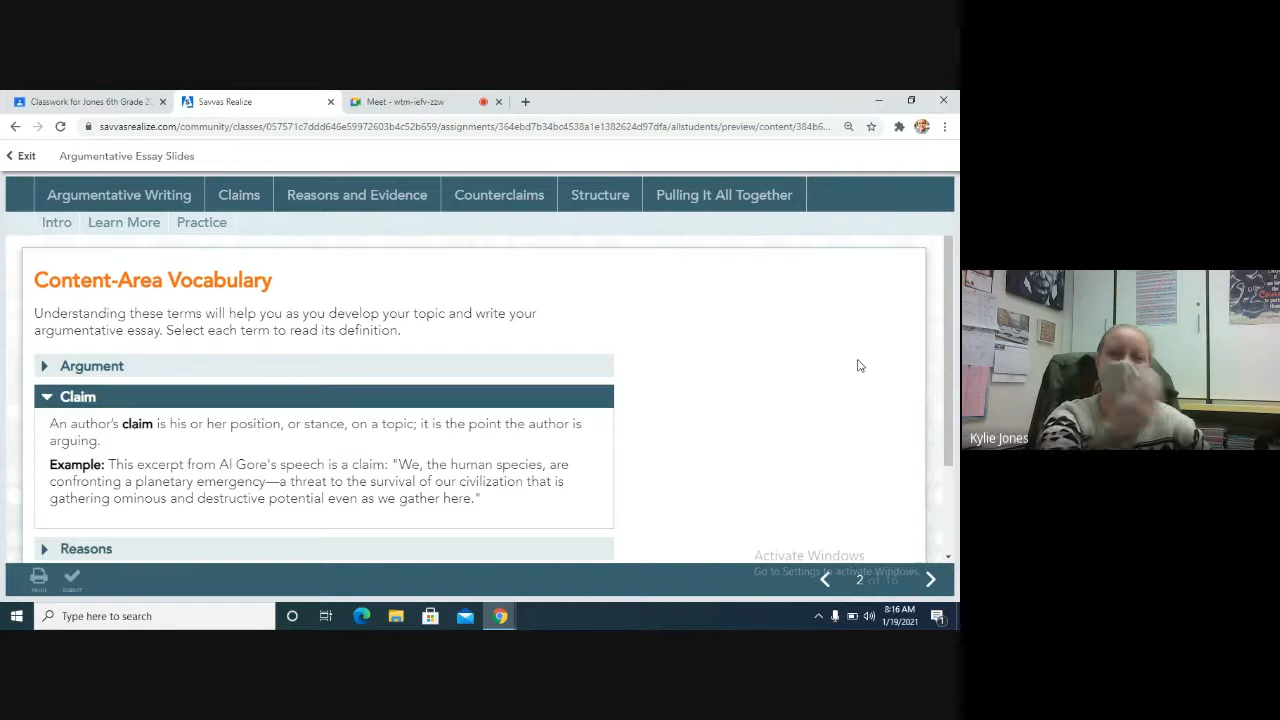 Classwork for Jones 6th Grade 2
Savvas Realize
Meet - wtm-iefv-zzw
savvasrealize.com/community/classes/057571c7ddd646e59972603b4c52b659/assignments/364ebd7b34bc4538a1e1382624d97dfa/allstudents/preview/content/384b6...
Exit
Argumentative Essay Slides
Argumentative Writing
Claims
Reasons and Evidence
Counterclaims
Structure
Pulling It All Together
Intro
Learn More
Practice
Content-Area Vocabulary
Understanding these terms will help you as you develop your topic and write your
argumentative essay. Select each term to read its definition.
Argument
Claim
An author's claim is his or her position, or stance, on a topic; it is the point the author is
arguing.
Example: This excerpt from Al Gore's speech is a claim: "We, the human species, are
confronting a planetary emergency—a threat to the survival of our civilization that is
gathering ominous and destructive potential even as we gather here."
Reasons
Activate Windows
Go to Settings to activate Windows.
PRINT
SUBMIT
2 of 16
Type here to search
8:16 AM
1/19/2021
1
Kylie Jones